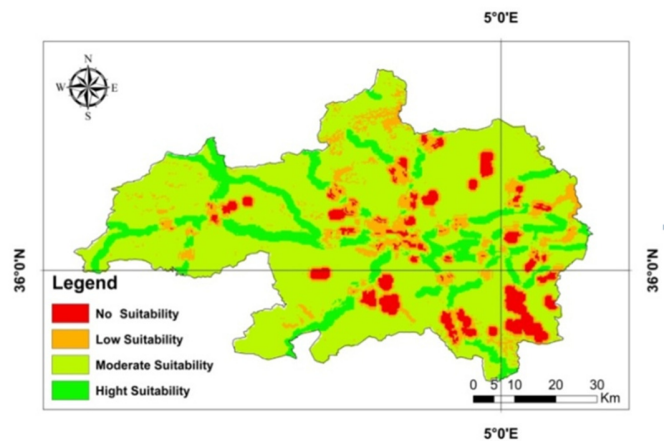 5°0'E
N
W E
S
36°0'N
36°0'N
Legend
No Suitability
Low Suitability
Moderate Suitability
Hight Suitability
0 5 10 20 30
Km
5°0'E